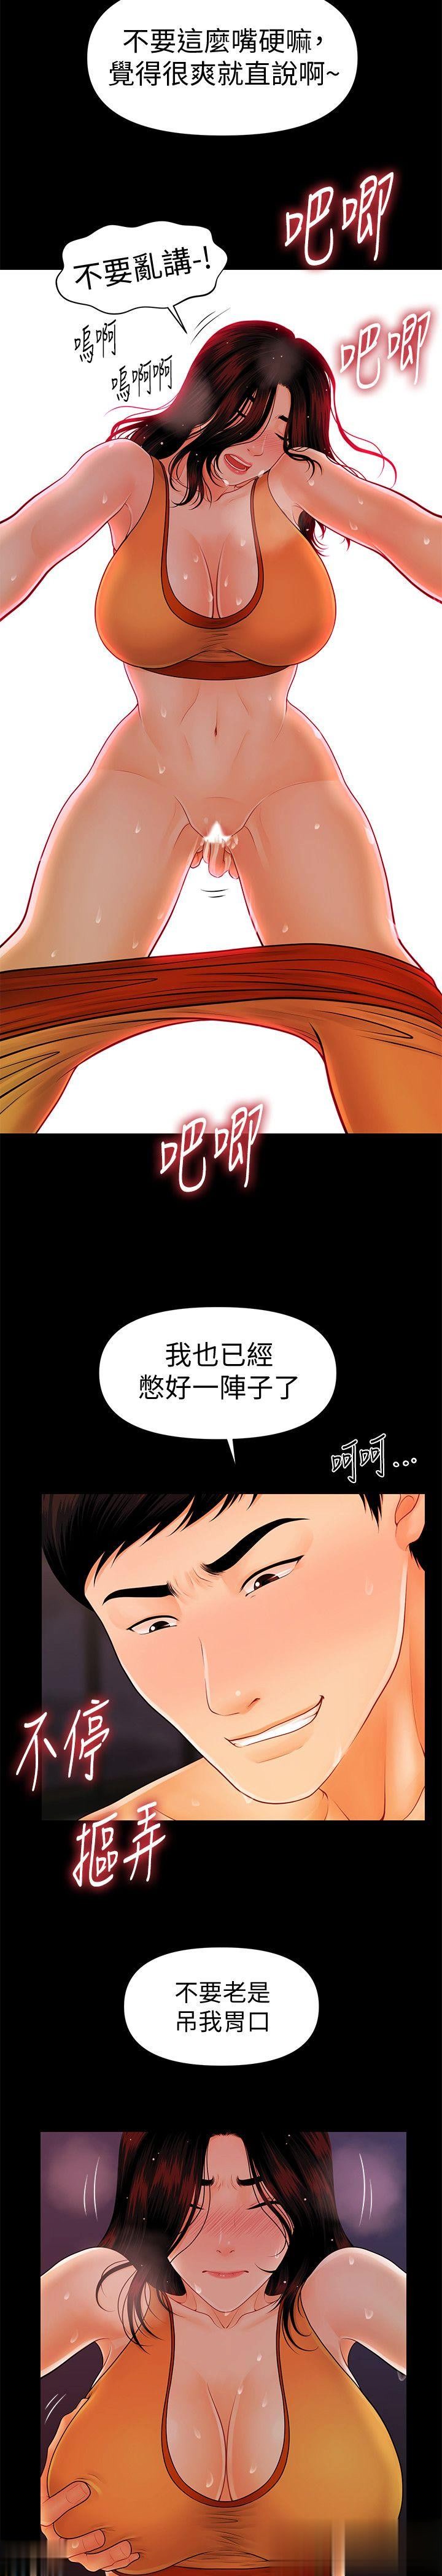 不要這麼嘴硬嘛,
覺得很爽就直說啊~
吧唧
不要亂講-!
嗚啊
嗚啊啊
吧唧
吧唧
我也已經
憋好一陣子了
呵呵...
不停
摳弄
不要老是
吊我胃口